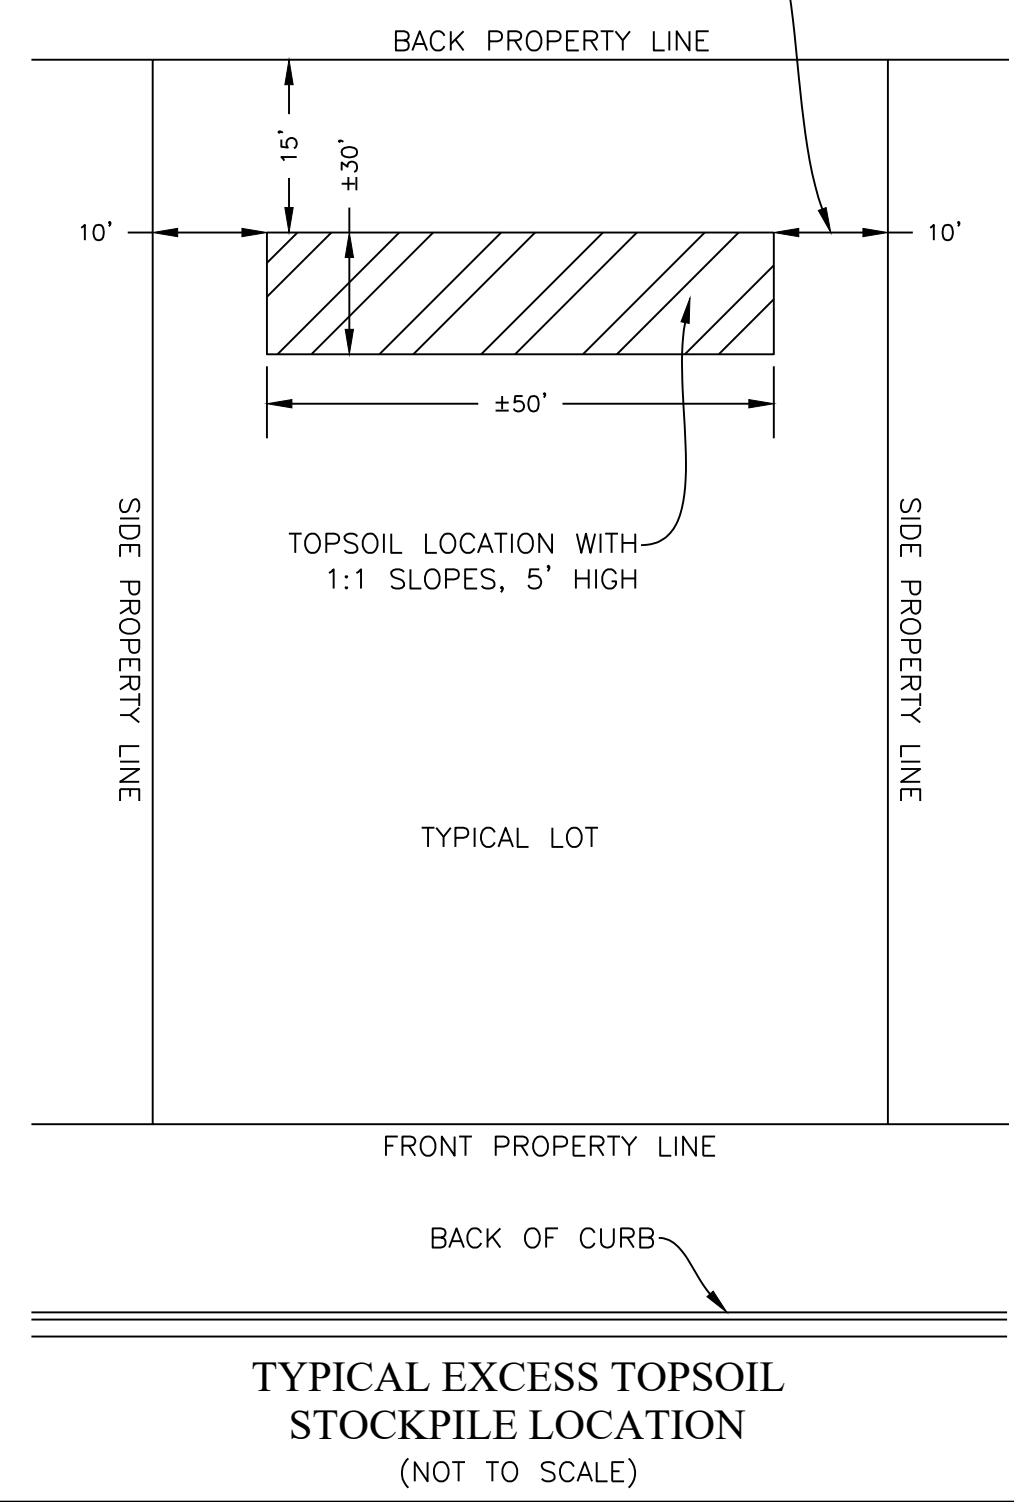 BACK PROPERTY LINE
15'
±30'
10'
10'
±50'
TOPSOIL LOCATION WITH
1:1 SLOPES, 5' HIGH
SIDE PROPERTY LINE
SIDE PROPERTY LINE
TYPICAL LOT
FRONT PROPERTY LINE
BACK OF CURB
TYPICAL EXCESS TOPSOIL
STOCKPILE LOCATION
(NOT TO SCALE)